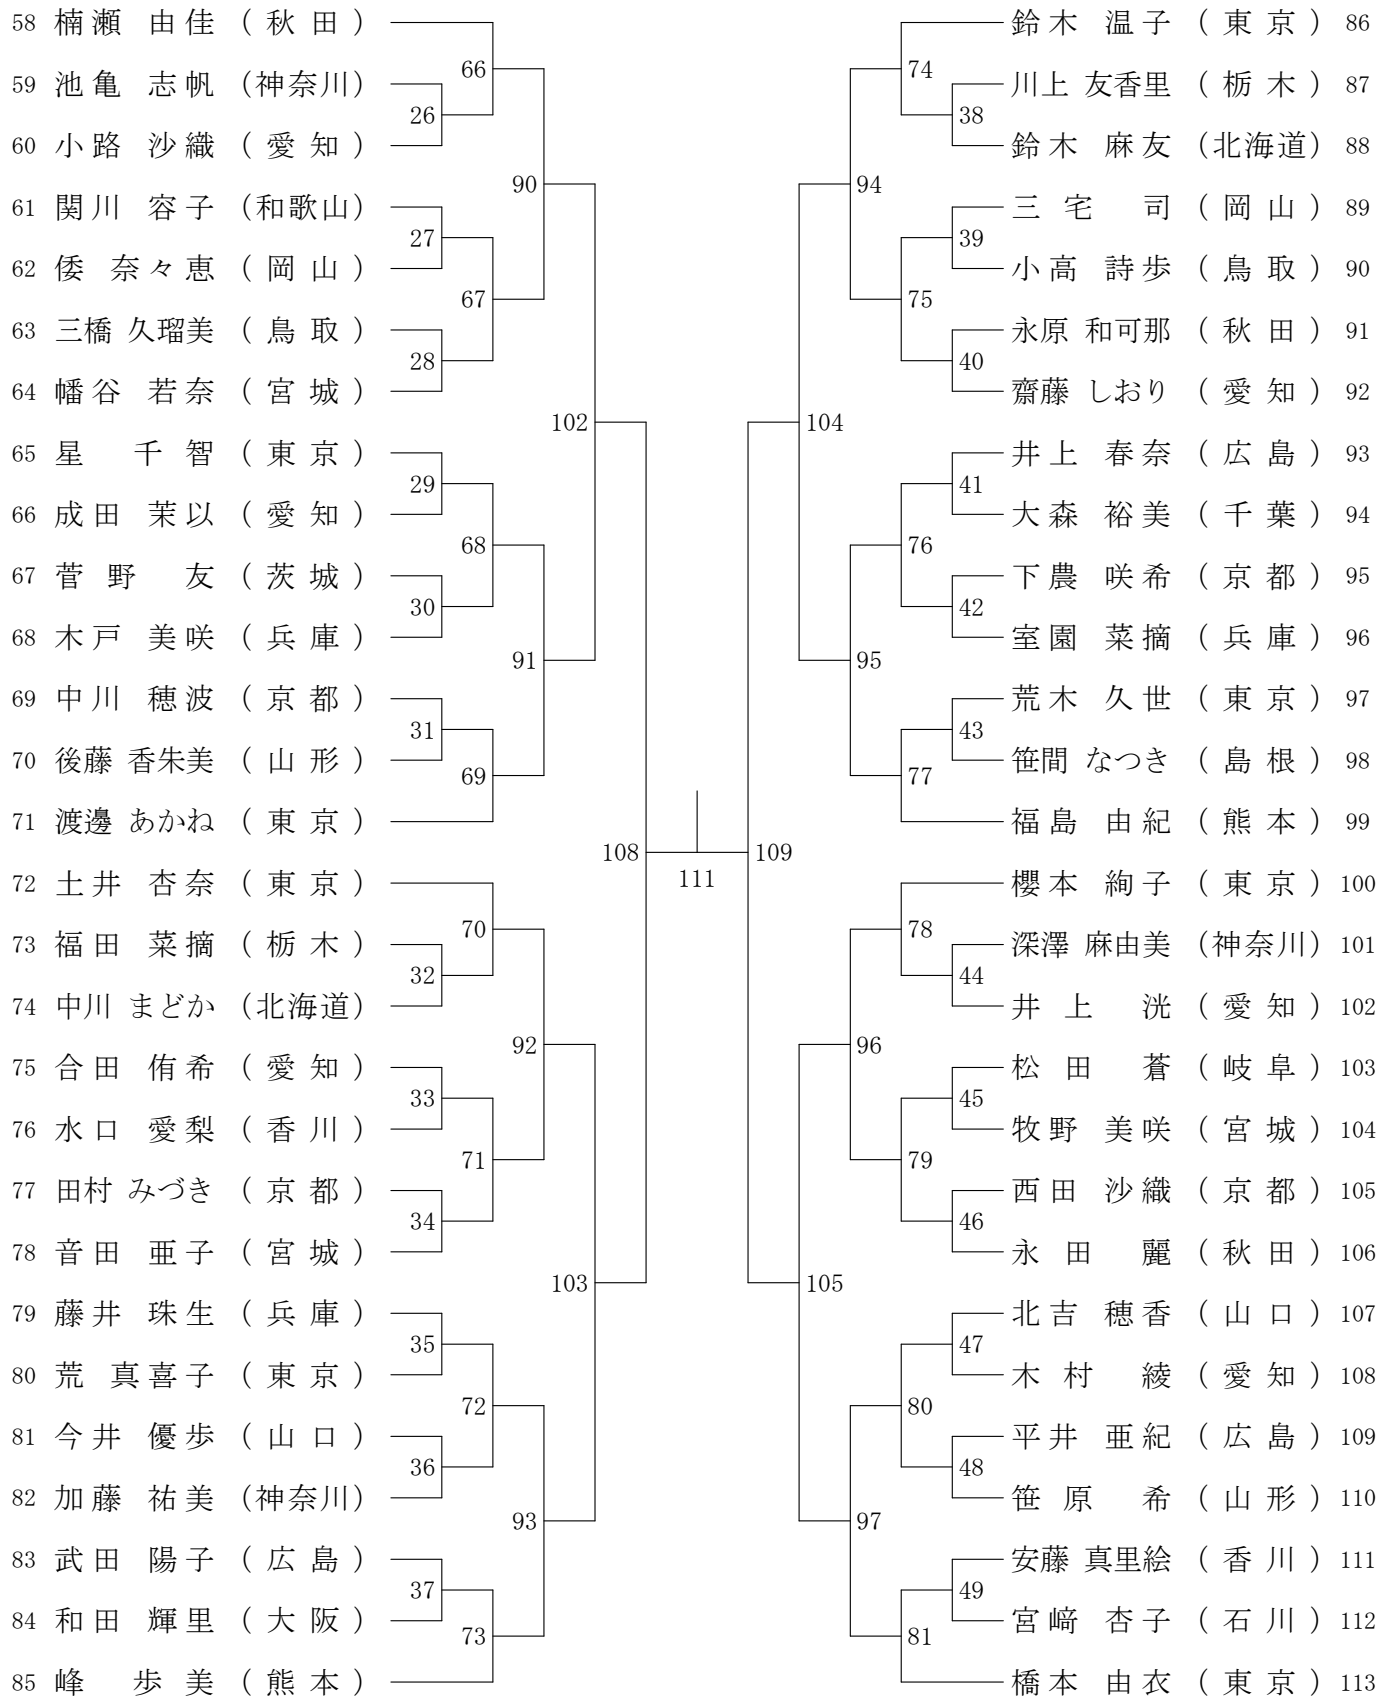 58 楠瀬 由佳 (秋田)
59 池亀 志帆 (神奈川)
60 小路 沙織 (愛知)
61 関川 容子 (和歌山)
62 倭 奈々恵 (岡山)
63 三橋 久瑠美 (鳥取)
64 幡谷 若奈 (宮城)
65 星 千智 (東京)
66 成田 茉以 (愛知)
67 菅野 友 (茨城)
68 木戸 美咲 (兵庫)
69 中川 穂波 (京都)
70 後藤 香朱美 (山形)
71 渡邊 あかね (東京)
72 土井 杏奈 (東京)
73 福田 菜摘 (栃木)
74 中川 まどか (北海道)
75 合田 侑希 (愛知)
76 水口 愛梨 (香川)
77 田村 みづき (京都)
78 音田 亜子 (宮城)
79 藤井 珠生 (兵庫)
80 荒 真喜子 (東京)
81 今井 優歩 (山口)
82 加藤 祐美 (神奈川)
83 武田 陽子 (広島)
84 和田 輝里 (大阪)
85 峰 歩美 (熊本)
26
27
28
29
30
31
32
33
34
35
36
37
66
67
68
69
70
71
72
73
90
91
92
93
102
103
108
111
109
104
105
94
95
96
97
74
75
76
77
78
79
80
81
38
39
40
41
42
43
44
45
46
47
48
49
鈴木 温子 (東京) 86
川上 友香里 (栃木) 87
鈴木 麻友 (北海道) 88
三宅 司 (岡山) 89
小高 詩歩 (鳥取) 90
永原 和可那 (秋田) 91
齋藤 しおり (愛知) 92
井上 春奈 (広島) 93
大森 裕美 (千葉) 94
下農 咲希 (京都) 95
室園 菜摘 (兵庫) 96
荒木 久世 (東京) 97
笹間 なつき (島根) 98
福島 由紀 (熊本) 99
櫻本 絢子 (東京) 100
深澤 麻由美 (神奈川) 101
井上 洸 (愛知) 102
松田 蒼 (岐阜) 103
牧野 美咲 (宮城) 104
西田 沙織 (京都) 105
永田 麗 (秋田) 106
北吉 穂香 (山口) 107
木村 綾 (愛知) 108
平井 亜紀 (広島) 109
笹原 希 (山形) 110
安藤 真里絵 (香川) 111
宮﨑 杏子 (石川) 112
橋本 由衣 (東京) 113